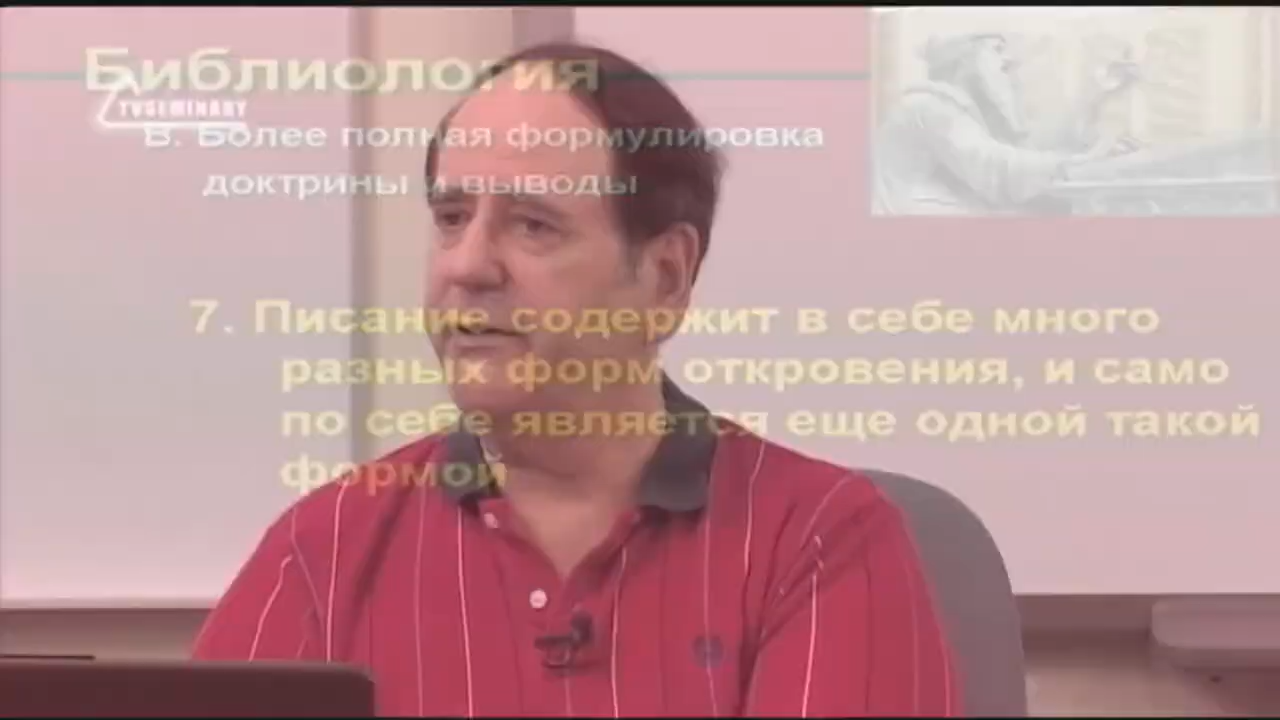 Библиология
TVSEMINARY
В. Более полная формулировка
доктрины и выводы
7. Писание содержит в себе много
разных форм откровения, и само
по себе является еще одной такой
формой